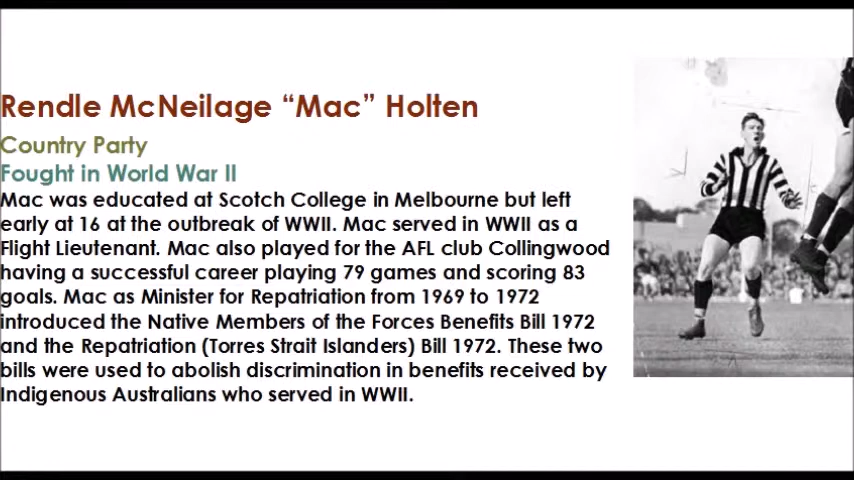 Rendle McNeilage “Mac” Holten
Country Party
Fought in World War II
Mac was educated at Scotch College in Melbourne but left
early at 16 at the outbreak of WWII. Mac served in WWII as a
Flight Lieutenant. Mac also played for the AFL club Collingwood
having a successful career playing 79 games and scoring 83
goals. Mac as Minister for Repatriation from 1969 to 1972
introduced the Native Members of the Forces Benefits Bill 1972
and the Repatriation (Torres Strait Islanders) Bill 1972. These two
bills were used to abolish discrimination in benefits received by
Indigenous Australians who served in WWII.